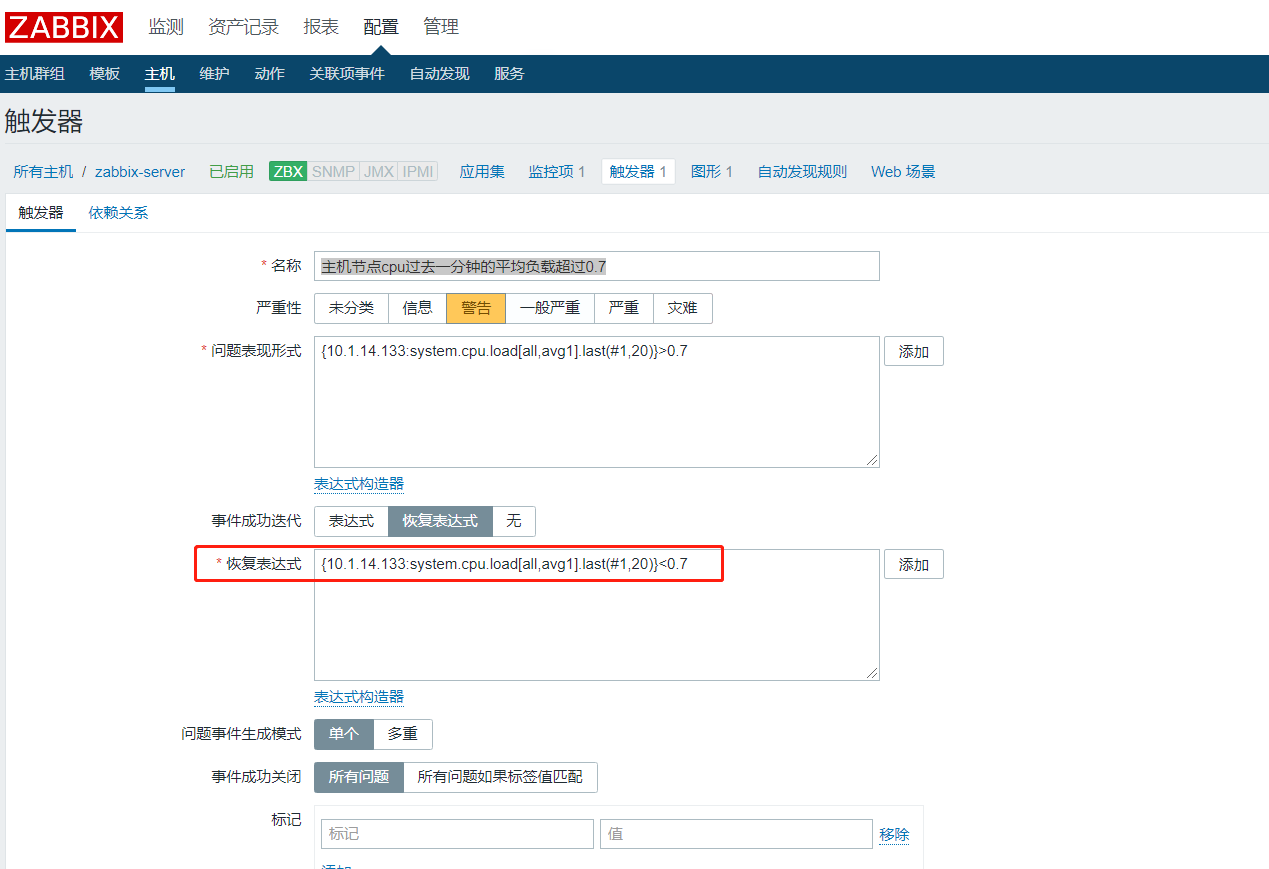 ZABBIX 监测 资产记录 报表 配置 管理
主机群组 模板 主机 维护 动作 关联项事件 自动发现 服务
触发器
所有主机 / zabbix-server 已启用 ZBX SNMP JMX IPMI 应用集 监控项 1 触发器 1 图形 1 自动发现规则 Web 场景
触发器 依赖关系
* 名称 主机节点cpu过去一分钟的平均负载超过0.7
严重性 未分类 信息 警告 一般严重 严重 灾难
* 问题表现形式 {10.1.14.133:system.cpu.load[all,avg1].last(#1,20)}>0.7 添加
表达式构造器
事件成功迭代 表达式 恢复表达式 无
* 恢复表达式 {10.1.14.133:system.cpu.load[all,avg1].last(#1,20)}<0.7 添加
表达式构造器
问题事件生成模式 单个 多重
事件成功关闭 所有问题 所有问题如果标签值匹配
标记 标记 值 移除